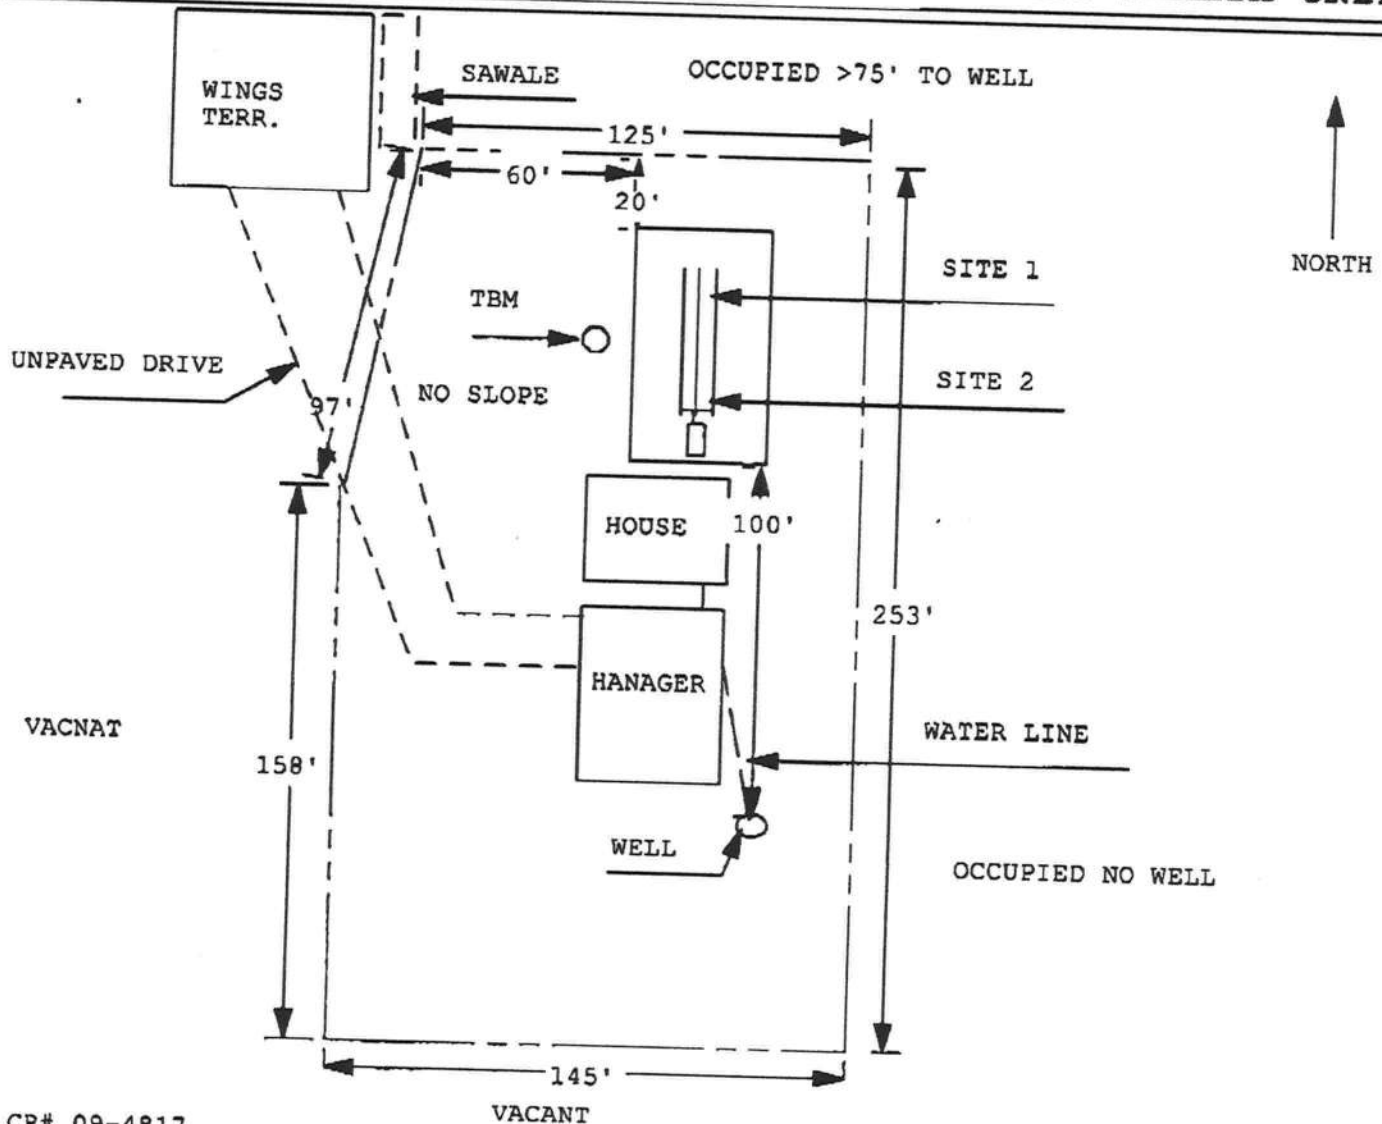 SAWALE
OCCUPIED >75' TO WELL
WINGS
TERR.
125'
60'
20'
NORTH
SITE 1
TBM
UNPAVED DRIVE
SITE 2
NO SLOPE
97'
HOUSE
100'
253'
HANAGER
VACNAT
WATER LINE
158'
WELL
OCCUPIED NO WELL
145'
VACANT